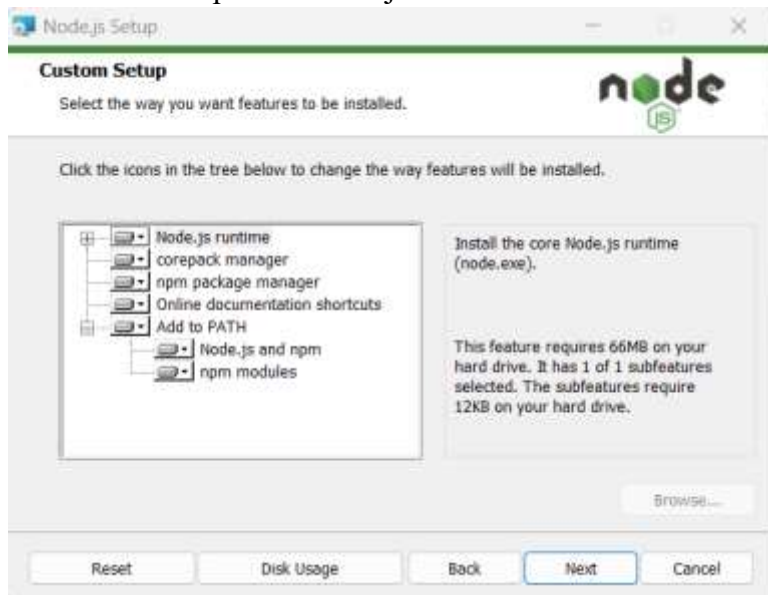 Node.js Setup
Custom Setup
Select the way you want features to be installed.
node
JS
Click the icons in the tree below to change the way features will be installed.
Node.js runtime
corepack manager
npm package manager
Online documentation shortcuts
Add to PATH
Node.js and npm
npm modules
Install the core Node.js runtime
(node.exe).
This feature requires 66MB on your
hard drive. It has 1 of 1 subfeatures
selected. The subfeatures require
12KB on your hard drive.
Browse...
Reset Disk Usage Back Next Cancel